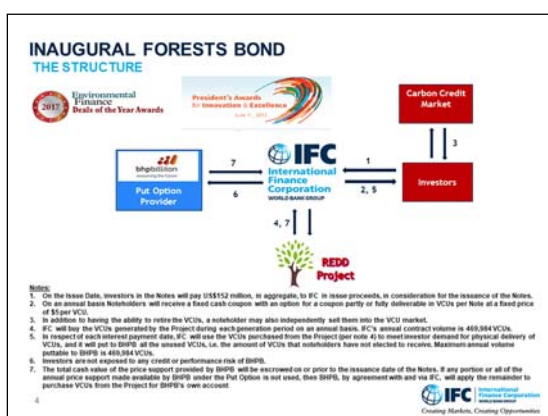 INAUGURAL FORESTS BOND
THE STRUCTURE
2017
Environmental
Finance
Deals of the Year Awards
President's Awards
for Innovation & Excellence
Carbon Credit
Market
3
bhpbilliton
Put Option
Provider
7
6
IFC
International
Finance
Corporation
WORLD BANK GROUP
1
2, 5
Investors
4, 7
REDD
Project
Notes:
1. On the Issue Date, investors in the Notes will pay US$152 million, in aggregate, to IFC in issue proceeds, in consideration for the issuance of the Notes.
2. On an annual basis Noteholders will receive a fixed cash coupon with an option for a coupon partly or fully deliverable in VCUs per Note at a fixed price
of $5 per VCU.
3. In addition to having the ability to retire the VCUs, a noteholder may also independently sell them into the VCU market.
4. IFC will buy the VCUs generated by the Project during each generation period on an annual basis. IFC's annual contract volume is 469,984 VCUs.
5. In respect of each interest payment date, IFC will use the VCUs purchased from the Project (per note 4) to meet investor demand for physical delivery of
VCUs, and it will put to BHPB all the unused VCUs, i.e. the amount of VCUs that noteholders have not elected to receive. Maximum annual volume
puttable to BHPB is 469,984 VCUs.
6. Investors are not exposed to any credit or performance risk of BHPB.
7. The total cash value of the price support provided by BHPB will be escrowed on or prior to the issuance date of the Notes. If any portion or all of the
annual price support made available by BHPB under the Put Option is not used, then BHPB, by agreement with and via IFC, will apply the remainder to
purchase VCUs from the Project for BHPB's own account
4
IFC
International
Finance Corporation
WORLD BANK GROUP
Creating Markets, Creating Opportunities